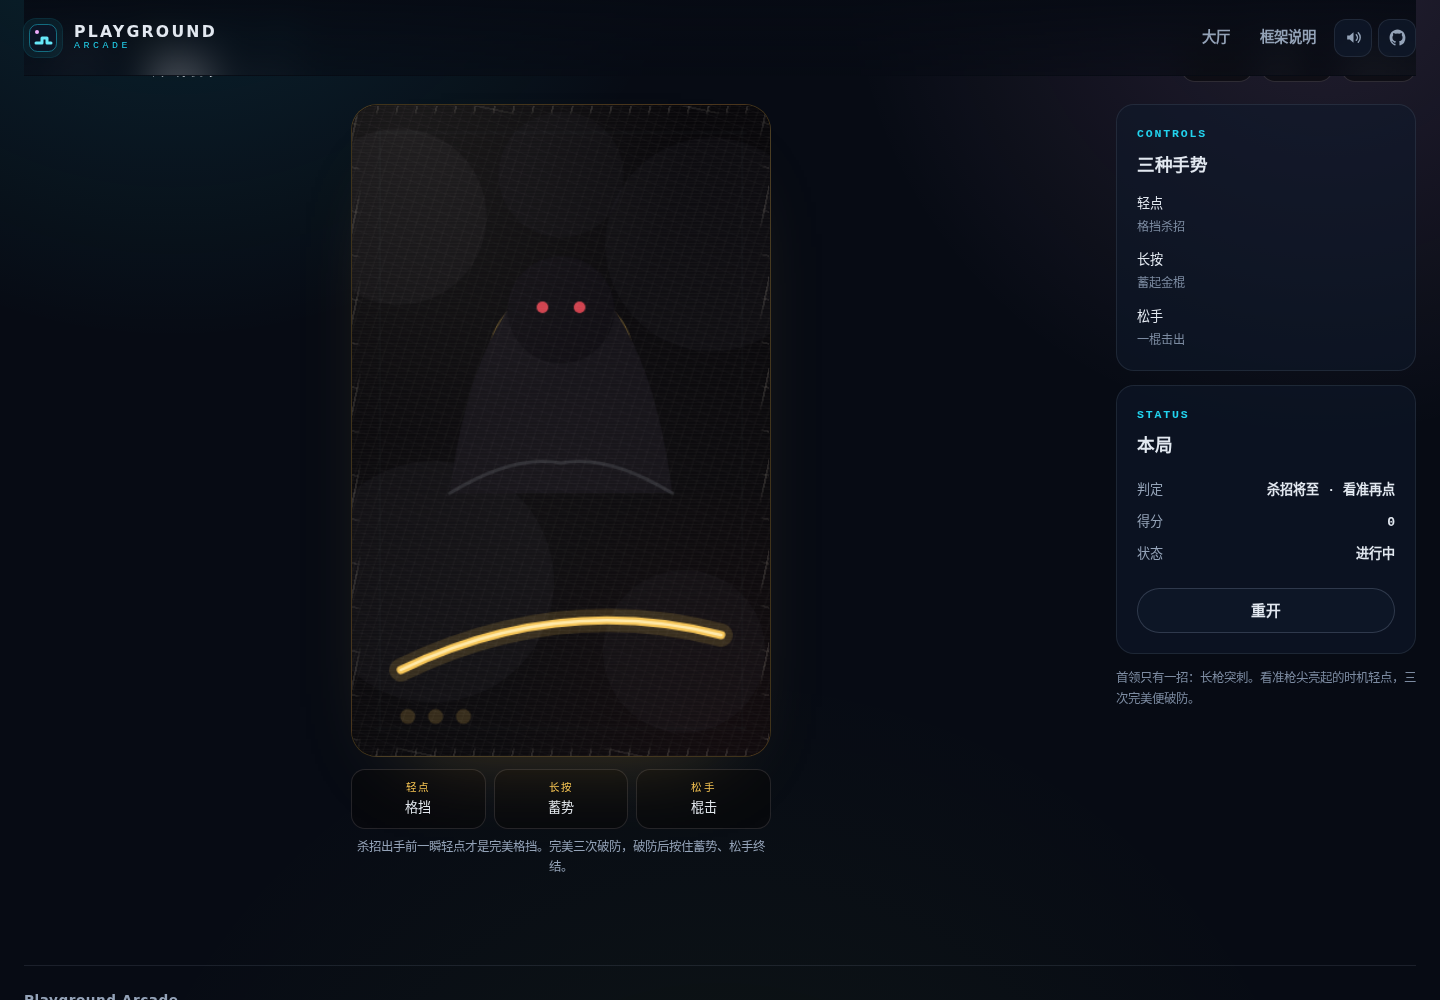 PLAYGROUND
ARCADE
大厅
框架说明
CONTROLS
三种手势
轻点
格挡杀招
长按
蓄起金棍
松手
一棍击出
STATUS
本局
判定
杀招将至 · 看准再点
得分
0
状态
进行中
重开
首领只有一招：长枪突刺。看准枪尖亮起的时机轻点，三
次完美便破防。
轻点
格挡
长按
蓄势
松手
棍击
杀招出手前一瞬轻点才是完美格挡。完美三次破防，破防后按住蓄势、松手终
结。
Playground Arcade